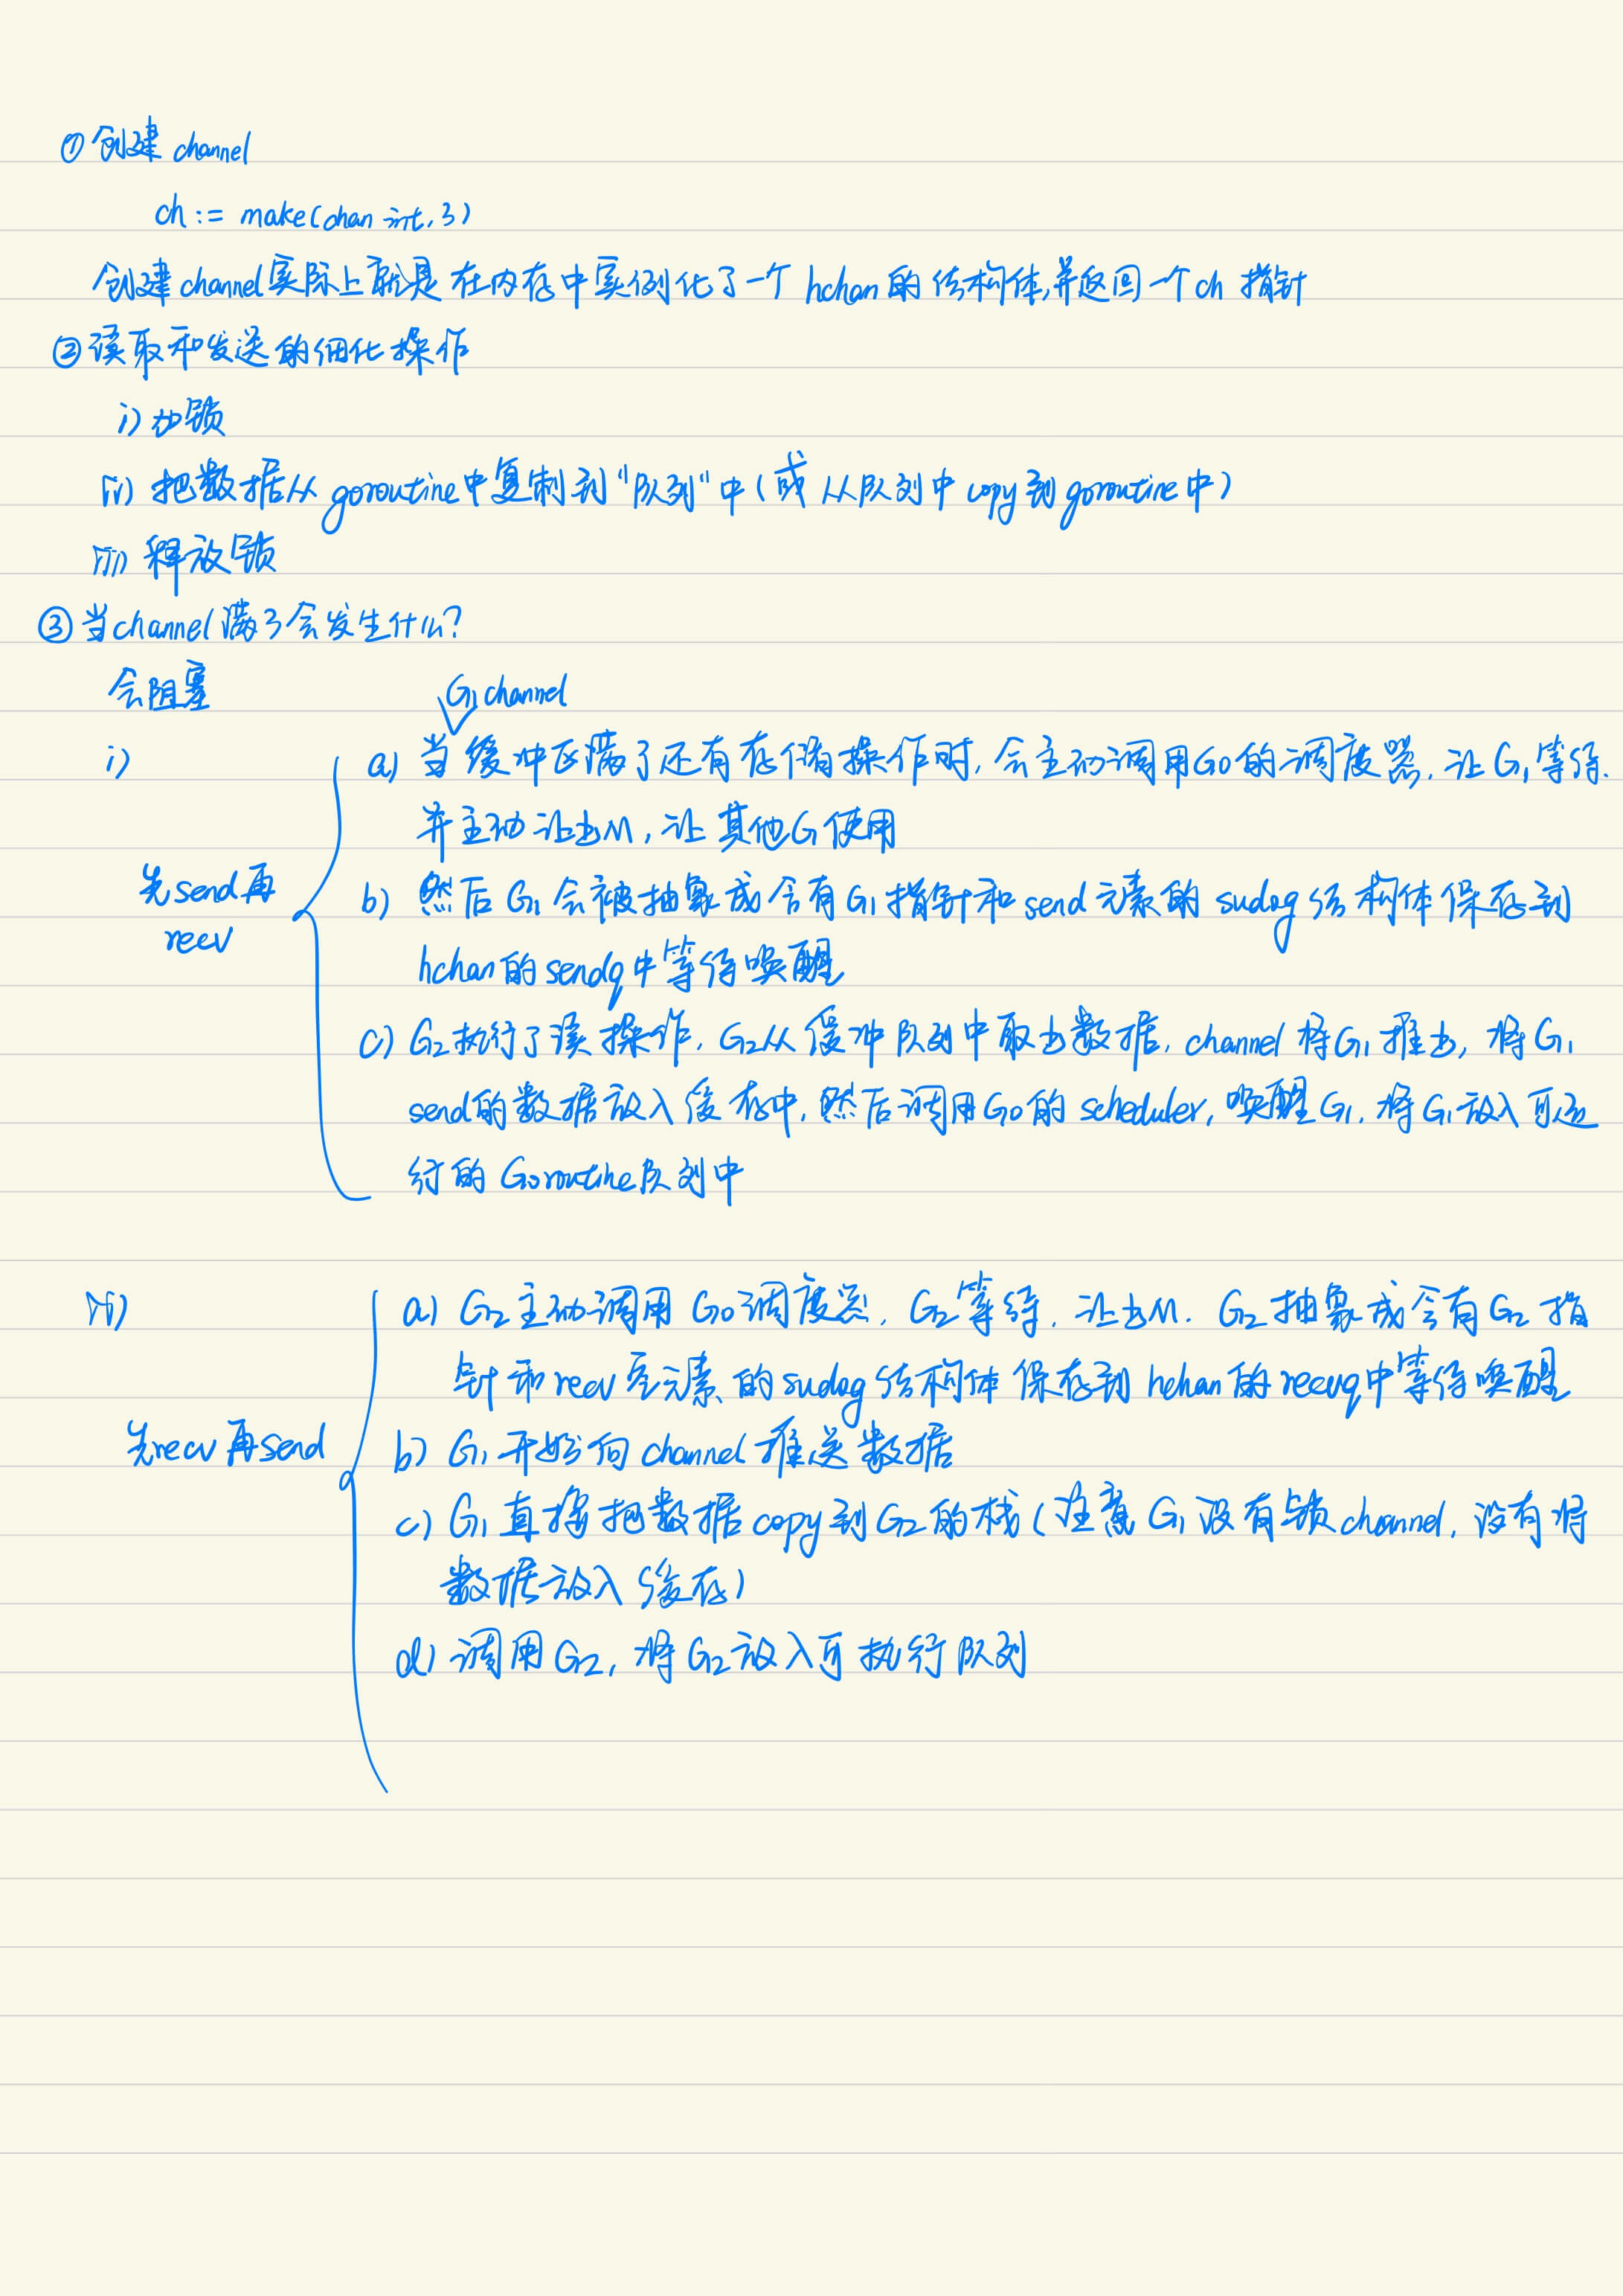 ① 创建 channel
ch := make(chan int, 3)
创建 channel 实际上就是在内存中实例化了一个 hchan 的结构体,并返回一个 ch 指针
② 读取和发送的细化操作
i) 加锁
ii) 把数据从 goroutine 中复制到“队列”中(或从队列中 copy 到 goroutine 中)
iii) 释放锁
③ 当 channel 满了会发生什么?
会阻塞
G1 channel
i)
a) 当缓冲区满了还有存储操作时, 会主动调用 Go 的调度器, 让 G1 等待.
并主动让出 M, 让其他 G 使用
先 send 再
recv
b) 然后 G1 会被抽象成含有 G1 指针和 send 元素的 sudog 结构体保存到
hchan 的 sendq 中等待唤醒
c) G2 执行了读操作, G2 从缓冲队列中取出数据, channel 将 G1 推出, 将 G1
send 的数据放入缓存中, 然后调用 Go 的 scheduler, 唤醒 G1, 将 G1 放入可运
行的 Goroutine 队列中
ii)
a) G2 主动调用 Go 调度器, G2 等待, 让出 M. G2 抽象成含有 G2 指
针和 recv 空元素的 sudog 结构体保存到 hchan 的 recvq 中等待唤醒
先 recv 再 send
b) G1 开始向 channel 推送数据
c) G1 直接把数据 copy 到 G2 的栈(注意 G1 没有锁 channel, 没有将
数据放入缓存)
d) 调用 G2, 将 G2 放入可执行队列